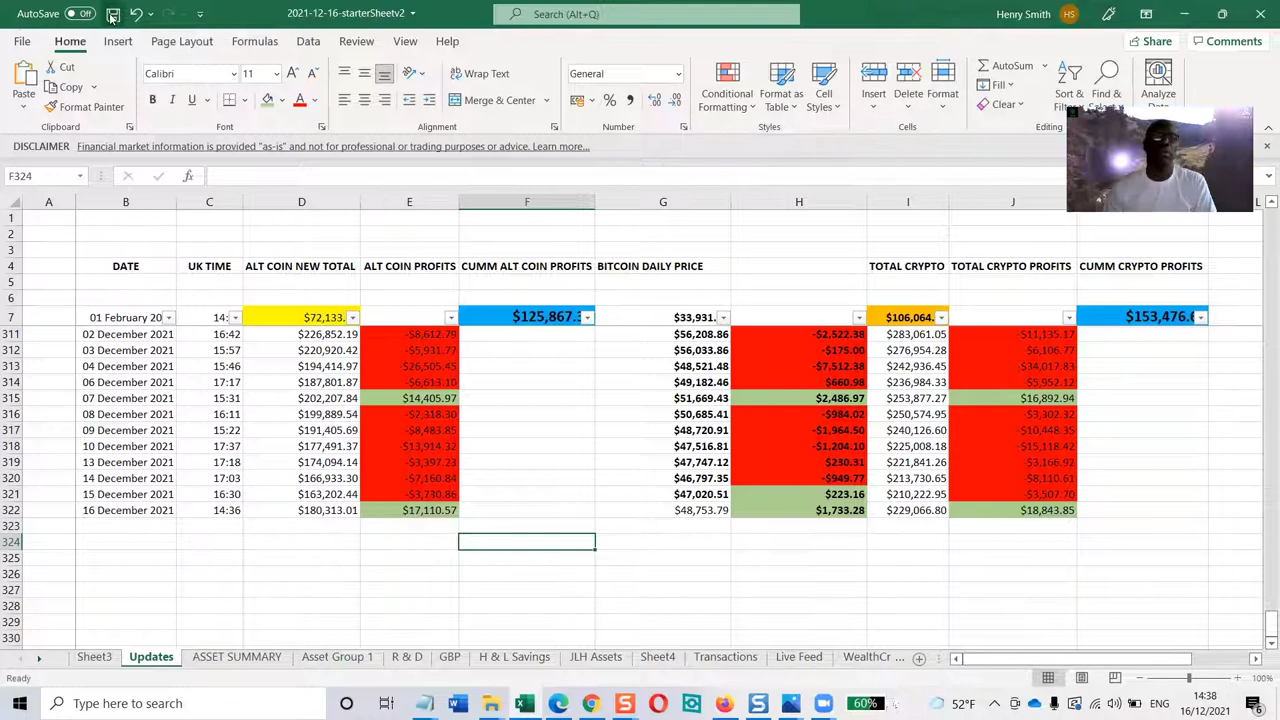 AutoSave Off 2021-12-16-starterSheetv2 Search (Alt+Q) Henry Smith HS
File Home Insert Page Layout Formulas Data Review View Help Share Comments
Paste Cut Copy Format Painter Calibri 11 B I U A Wrap Text Merge & Center General % 9 Conditional Formatting Format as Table Cell Styles Insert Delete Format AutoSum Fill Clear Sort & Find & Analyze
Clipboard Font Alignment Number Styles Cells Editing
DISCLAIMER Financial market information is provided "as-is" and not for professional or trading purposes or advice. Learn more...
F324 fx
A B C D E F G H I J K L
1
2
3
4 DATE UK TIME ALT COIN NEW TOTAL ALT COIN PROFITS CUMM ALT COIN PROFITS BITCOIN DAILY PRICE TOTAL CRYPTO TOTAL CRYPTO PROFITS CUMM CRYPTO PROFITS
5
6
7 01 February 20 14: $72,133. $125,867.3 $33,931. $106,064. $153,476.6
311 02 December 2021 16:42 $226,852.19 -$8,612.79 $56,208.86 -$2,522.38 $283,061.05 -$11,135.17
312 03 December 2021 15:57 $220,920.42 -$5,931.77 $56,033.86 -$175.00 $276,954.28 -$6,106.77
313 04 December 2021 15:46 $194,414.97 -$26,505.45 $48,521.48 -$7,512.38 $242,936.45 -$34,017.83
314 06 December 2021 17:17 $187,801.87 -$6,613.10 $49,182.46 $660.98 $236,984.33 -$5,952.12
315 07 December 2021 15:31 $202,207.84 $14,405.97 $51,669.43 $2,486.97 $253,877.27 $16,892.94
316 08 December 2021 16:11 $199,889.54 -$2,318.30 $50,685.41 -$984.02 $250,574.95 -$3,302.32
317 09 December 2021 15:22 $191,405.69 -$8,483.85 $48,720.91 -$1,964.50 $240,126.60 -$10,448.35
318 10 December 2021 17:37 $177,491.37 -$13,914.32 $47,516.81 -$1,204.10 $225,008.18 -$15,118.42
319 13 December 2021 17:18 $174,094.14 -$3,397.23 $47,747.12 $230.31 $221,841.26 -$3,166.92
320 14 December 2021 17:03 $166,933.30 -$7,160.84 $46,797.35 -$949.77 $213,730.65 -$8,110.61
321 15 December 2021 16:30 $163,202.44 -$3,730.86 $47,020.51 $223.16 $210,222.95 -$3,507.70
322 16 December 2021 14:36 $180,313.01 $17,110.57 $48,753.79 $1,733.28 $229,066.80 $18,843.85
323
324
325
326
327
328
329
330
Sheet3 Updates ASSET SUMMARY Asset Group 1 R & D GBP H & L Savings JLH Assets Sheet4 Transactions Live Feed WealthCr ...
Ready 100%
Type here to search 60% 52°F ENG 14:38 16/12/2021 6